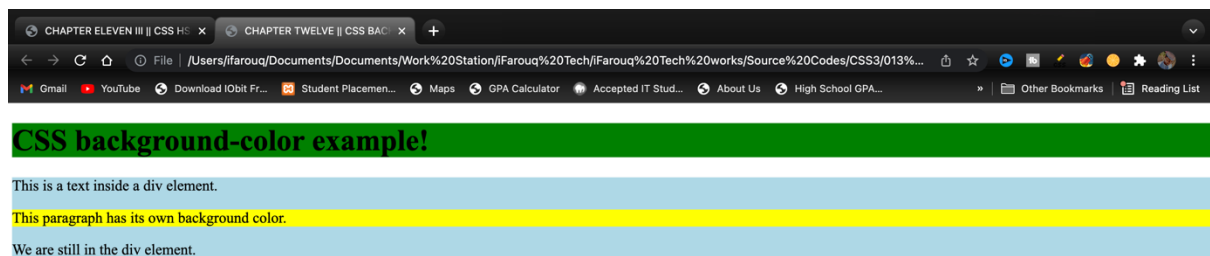 CHAPTER ELEVEN III || CSS HS
CHAPTER TWELVE || CSS BAC
File | /Users/ifarouq/Documents/Documents/Work%20Station/iFarouq%20Tech/iFarouq%20Tech%20works/Source%20Codes/CSS3/013%...
Gmail YouTube Download IObit Fr... Student Placemen... Maps GPA Calculator Accepted IT Stud... About Us High School GPA... » Other Bookmarks Reading List
CSS background-color example!
This is a text inside a div element.
This paragraph has its own background color.
We are still in the div element.